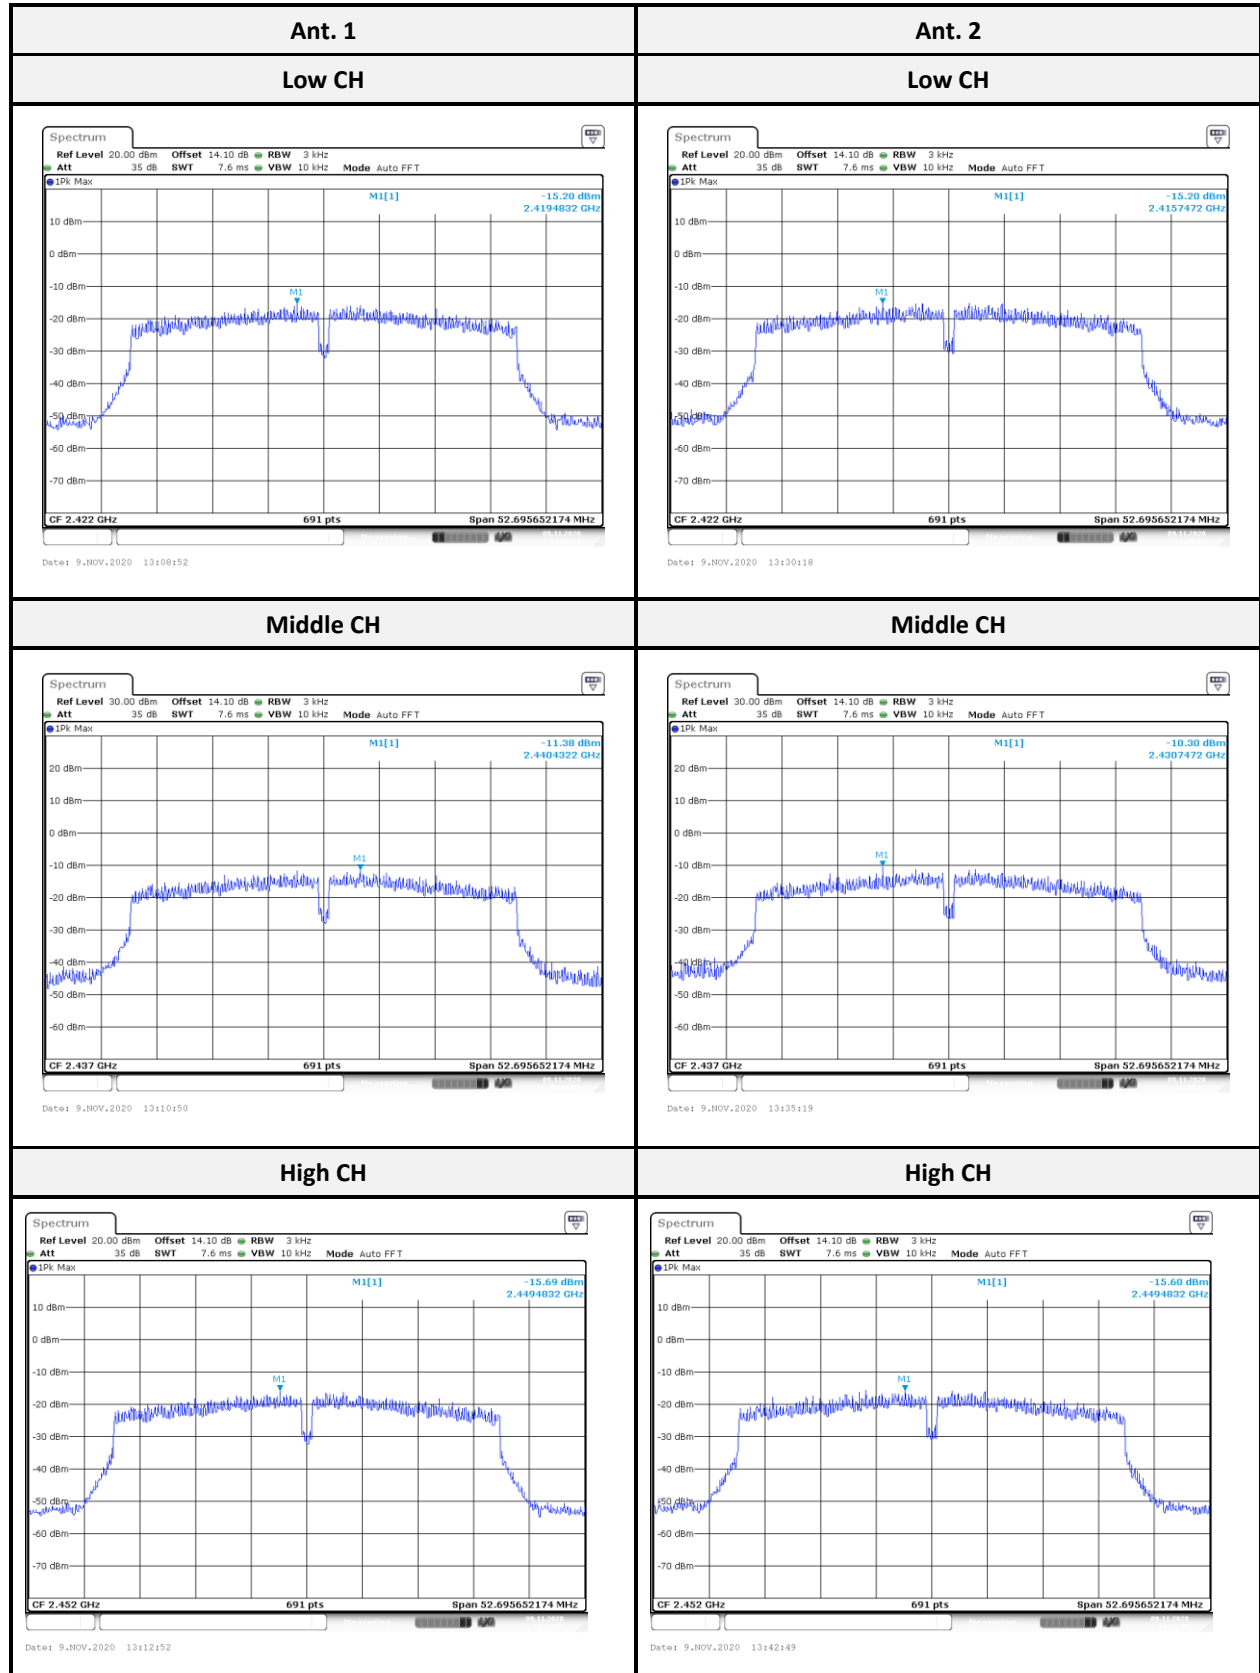 Ant. 1
Ant. 2
Low CH
Low CH
Spectrum
Ref Level 20.00 dBm Offset 14.10 dB RBW 3 kHz
Att 35 dB SWT 7.6 ms VBW 10 kHz Mode Auto FFT
1Pk Max
M1[1] -15.20 dBm
2.4194832 GHz
10 dBm
0 dBm
-10 dBm
M1
-20 dBm
-30 dBm
-40 dBm
-50 dBm
-60 dBm
-70 dBm
CF 2.422 GHz 691 pts Span 52.695652174 MHz
Date: 9.NOV.2020 13:08:52
Spectrum
Ref Level 20.00 dBm Offset 14.10 dB RBW 3 kHz
Att 35 dB SWT 7.6 ms VBW 10 kHz Mode Auto FFT
1Pk Max
M1[1] -15.20 dBm
2.4157472 GHz
10 dBm
0 dBm
-10 dBm
M1
-20 dBm
-30 dBm
-40 dBm
-50 dBm
-60 dBm
-70 dBm
CF 2.422 GHz 691 pts Span 52.695652174 MHz
Date: 9.NOV.2020 13:30:18
Middle CH
Middle CH
Spectrum
Ref Level 30.00 dBm Offset 14.10 dB RBW 3 kHz
Att 35 dB SWT 7.6 ms VBW 10 kHz Mode Auto FFT
1Pk Max
M1[1] -11.38 dBm
2.4404322 GHz
20 dBm
10 dBm
0 dBm
M1
-10 dBm
-20 dBm
-30 dBm
-40 dBm
-50 dBm
-60 dBm
CF 2.437 GHz 691 pts Span 52.695652174 MHz
Date: 9.NOV.2020 13:10:50
Spectrum
Ref Level 30.00 dBm Offset 14.10 dB RBW 3 kHz
Att 35 dB SWT 7.6 ms VBW 10 kHz Mode Auto FFT
1Pk Max
M1[1] -10.30 dBm
2.4307472 GHz
20 dBm
10 dBm
0 dBm
M1
-10 dBm
-20 dBm
-30 dBm
-40 dBm
-50 dBm
-60 dBm
CF 2.437 GHz 691 pts Span 52.695652174 MHz
Date: 9.NOV.2020 13:35:19
High CH
High CH
Spectrum
Ref Level 20.00 dBm Offset 14.10 dB RBW 3 kHz
Att 35 dB SWT 7.6 ms VBW 10 kHz Mode Auto FFT
1Pk Max
M1[1] -15.69 dBm
2.4494832 GHz
10 dBm
0 dBm
-10 dBm
M1
-20 dBm
-30 dBm
-40 dBm
-50 dBm
-60 dBm
-70 dBm
CF 2.452 GHz 691 pts Span 52.695652174 MHz
Date: 9.NOV.2020 13:12:52
Spectrum
Ref Level 20.00 dBm Offset 14.10 dB RBW 3 kHz
Att 35 dB SWT 7.6 ms VBW 10 kHz Mode Auto FFT
1Pk Max
M1[1] -15.60 dBm
2.4494832 GHz
10 dBm
0 dBm
-10 dBm
M1
-20 dBm
-30 dBm
-40 dBm
-50 dBm
-60 dBm
-70 dBm
CF 2.452 GHz 691 pts Span 52.695652174 MHz
Date: 9.NOV.2020 13:42:49